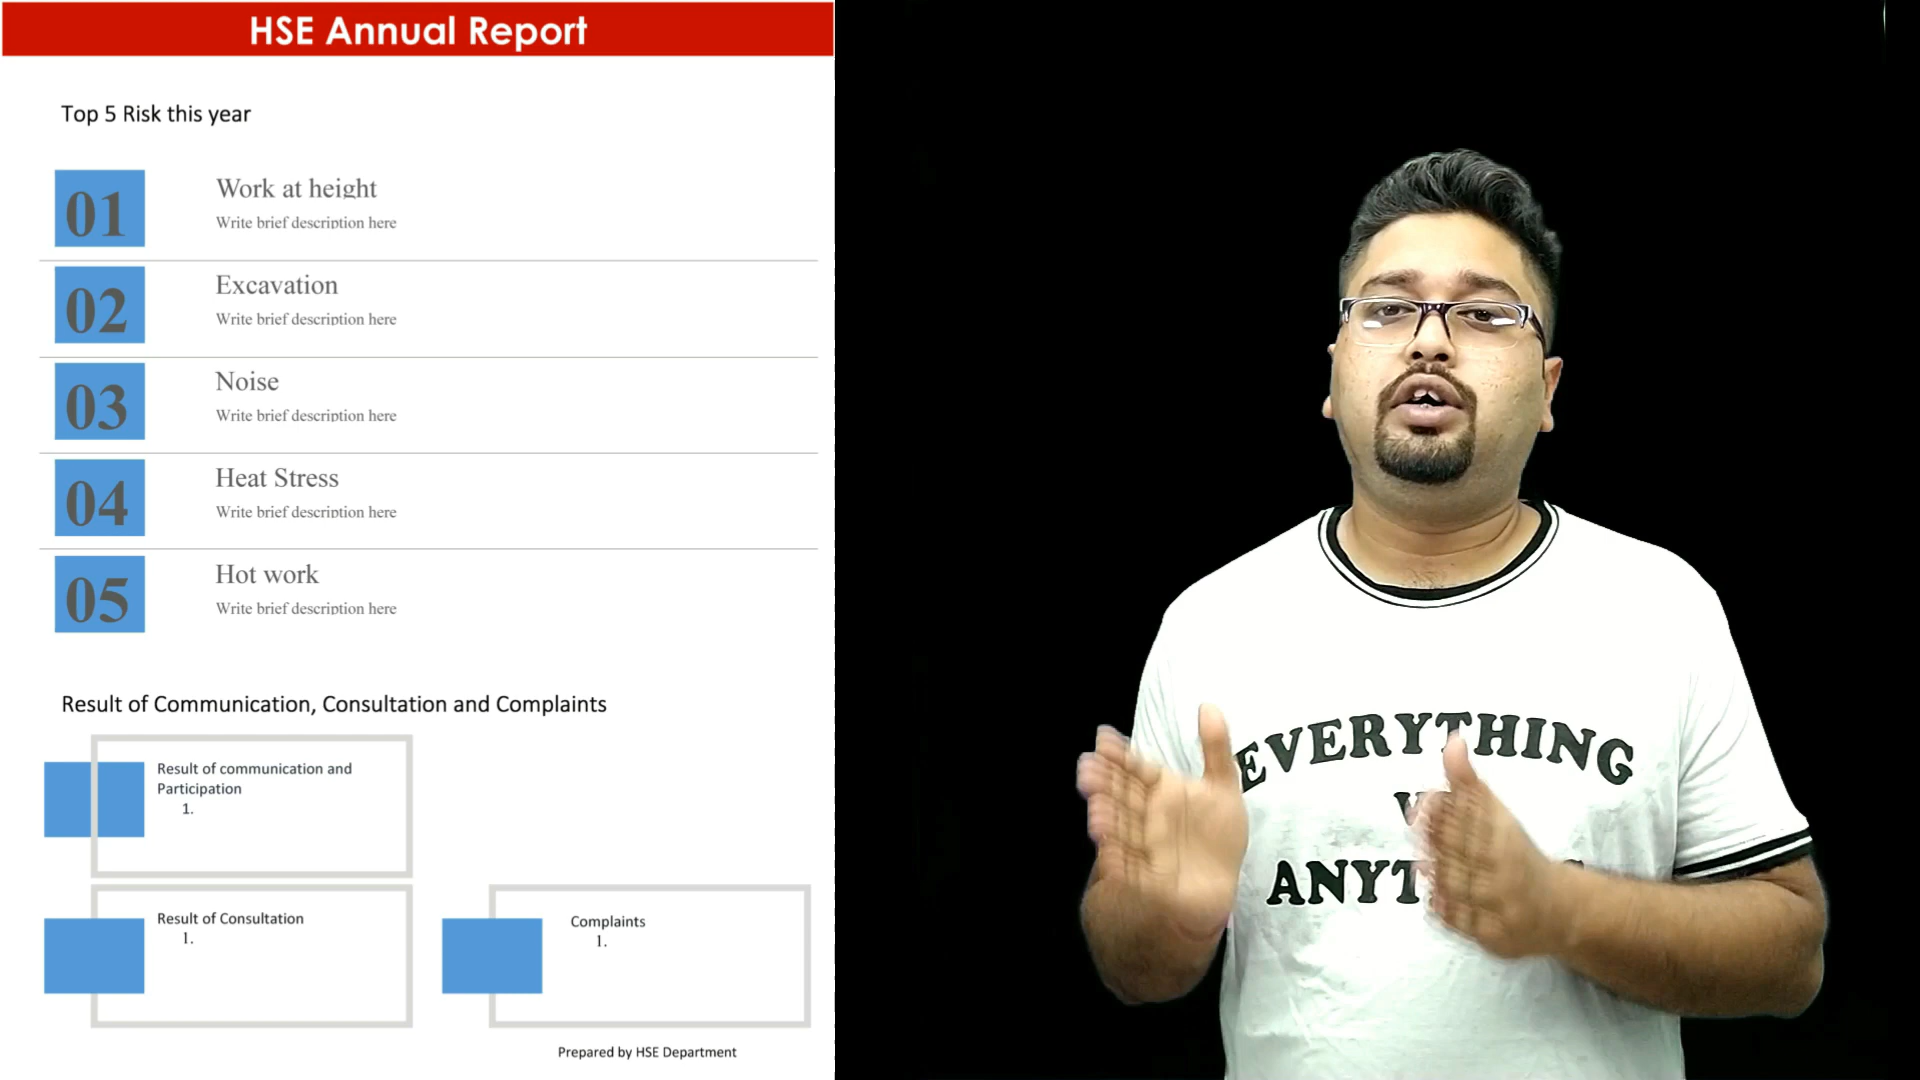 HSE Annual Report
Top 5 Risk this year
01
Work at height
Write brief description here
02
Excavation
Write brief description here
03
Noise
Write brief description here
04
Heat Stress
Write brief description here
05
Hot work
Write brief description here
Result of Communication, Consultation and Complaints
Result of communication and
Participation
1.
Result of Consultation
1.
Complaints
1.
Prepared by HSE Department
EVERYTHING